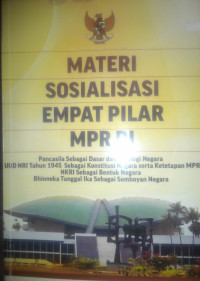 MATERI
SOSIALISASI
EMPAT PILAR
MPR RI
Pancasila Sebagai Dasar dan Ideologi Negara
UUD NRI Tahun 1945 Sebagai Konstitusi Negara serta Ketetapan MPR
NKRI Sebagai Bentuk Negara
Bhinneka Tunggal Ika Sebagai Semboyan Negara